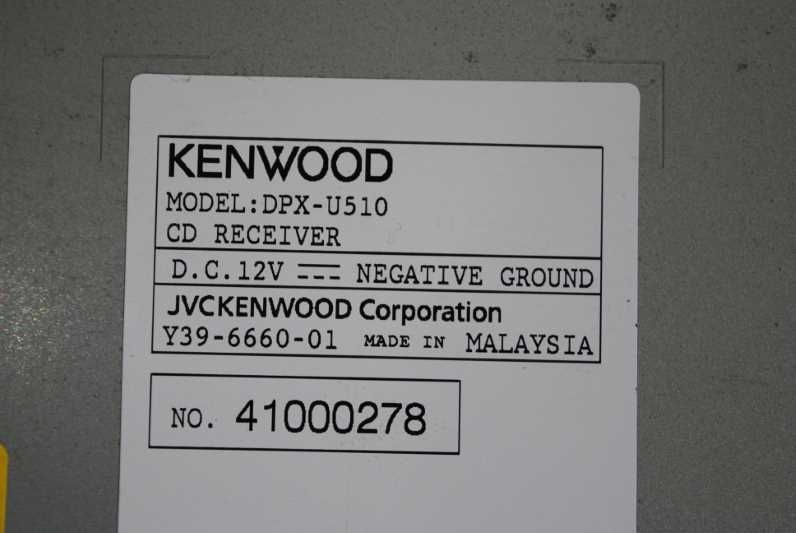 KENWOOD
MODEL:DPX-U510
CD RECEIVER
D.C.12V NEGATIVE GROUND
JVCKENWOOD Corporation
Y39-6660-01 MADE IN MALAYSIA
NO. 41000278